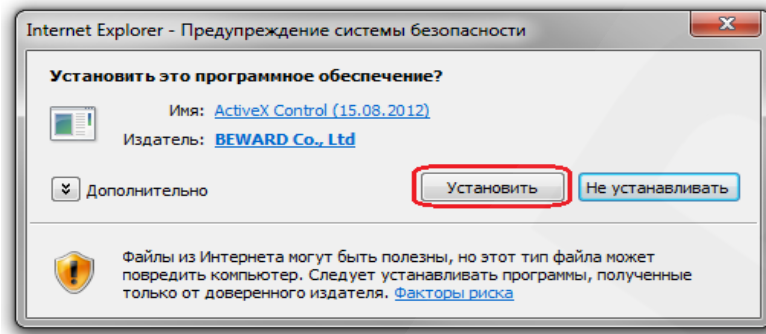 Internet Explorer - Предупреждение системы безопасности
Установить это программное обеспечение?
Имя: ActiveX Control (15.08.2012)
Издатель: BEWARD Co., Ltd
Дополнительно Установить Не устанавливать
Файлы из Интернета могут быть полезны, но этот тип файла может
повредить компьютер. Следует устанавливать программы, полученные
только от доверенного издателя. Факторы риска